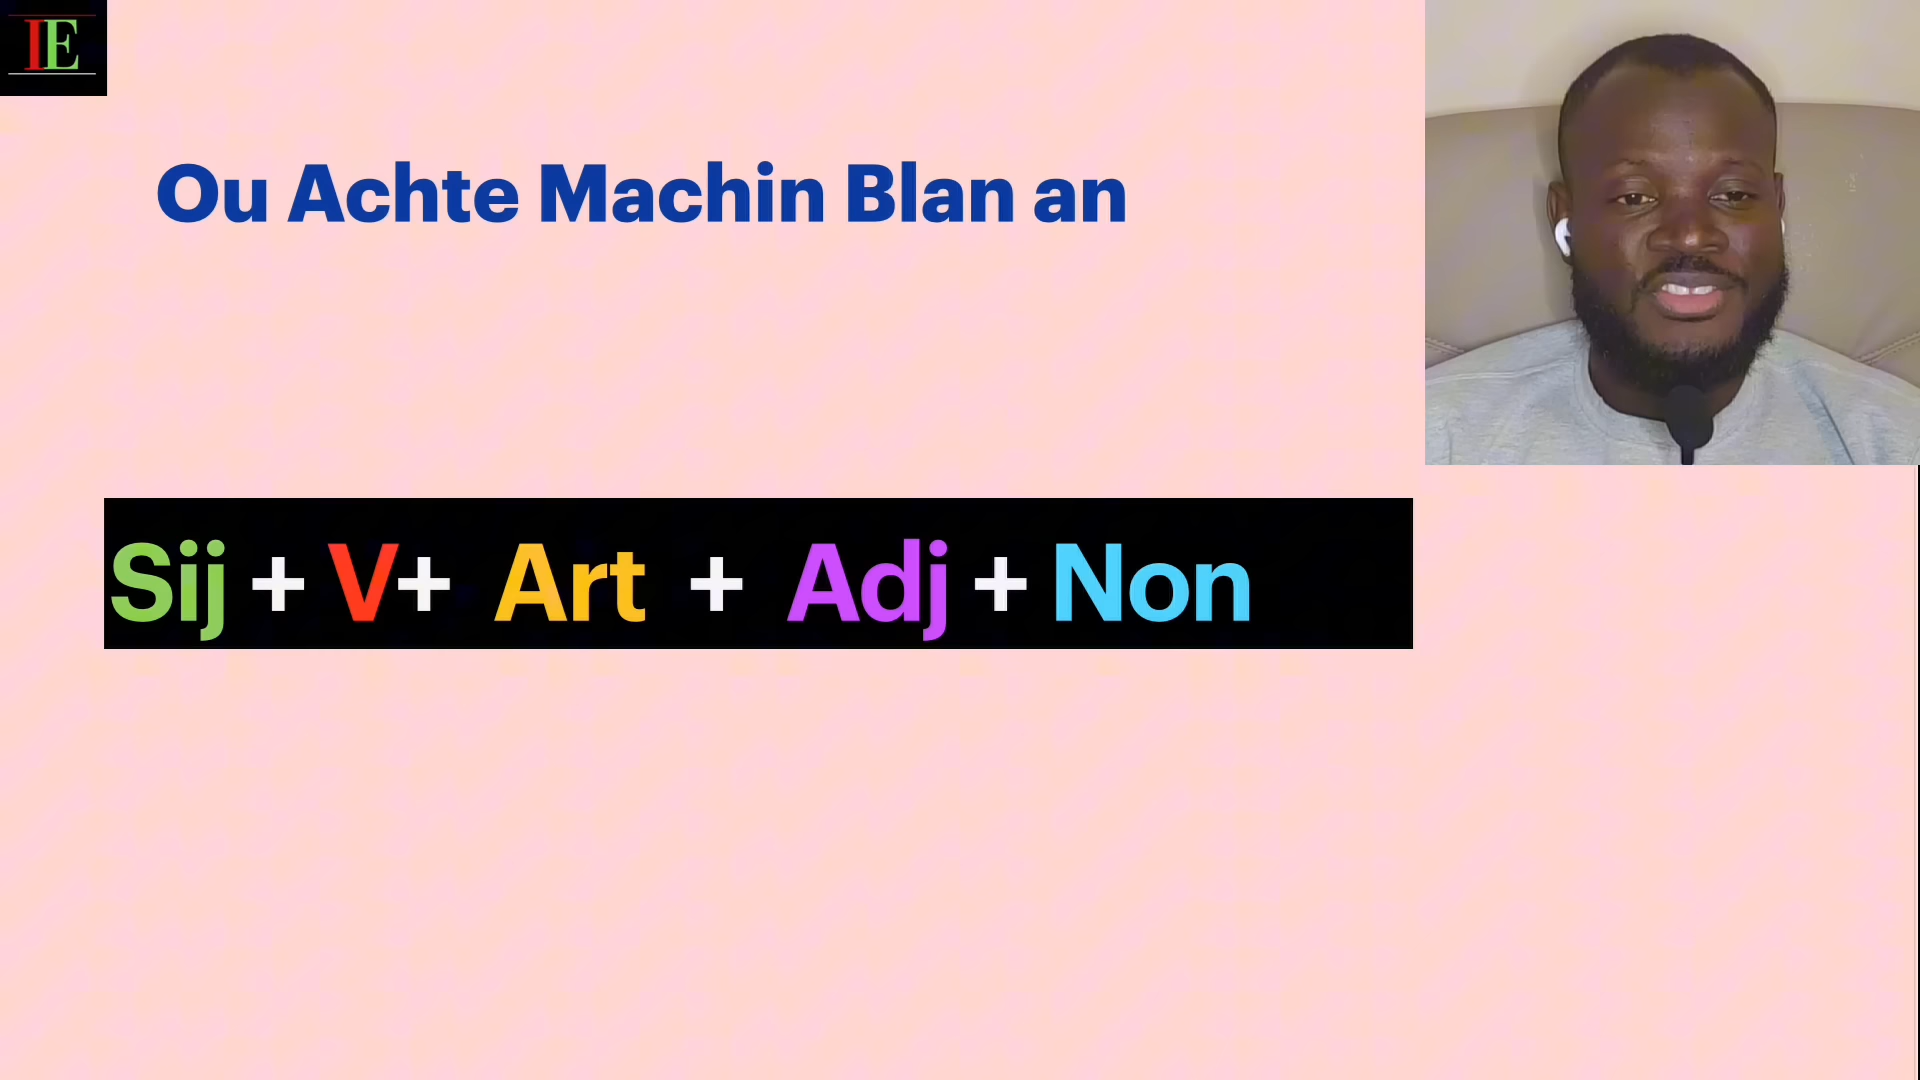 IE
Ou Achte Machin Blan an
Sij + V+ Art + Adj + Non